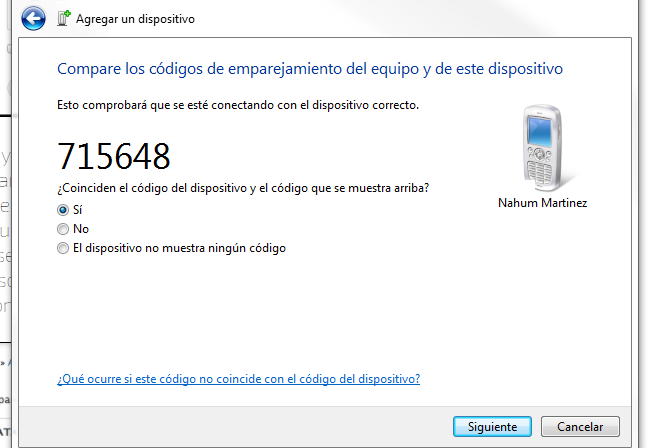 Agregar un dispositivo
Compare los códigos de emparejamiento del equipo y de este dispositivo
Esto comprobará que se esté conectando con el dispositivo correcto.
715648
¿Coinciden el código del dispositivo y el código que se muestra arriba?
Sí
No
El dispositivo no muestra ningún código
Nahum Martinez
¿Qué ocurre si este código no coincide con el código del dispositivo?
Siguiente
Cancelar